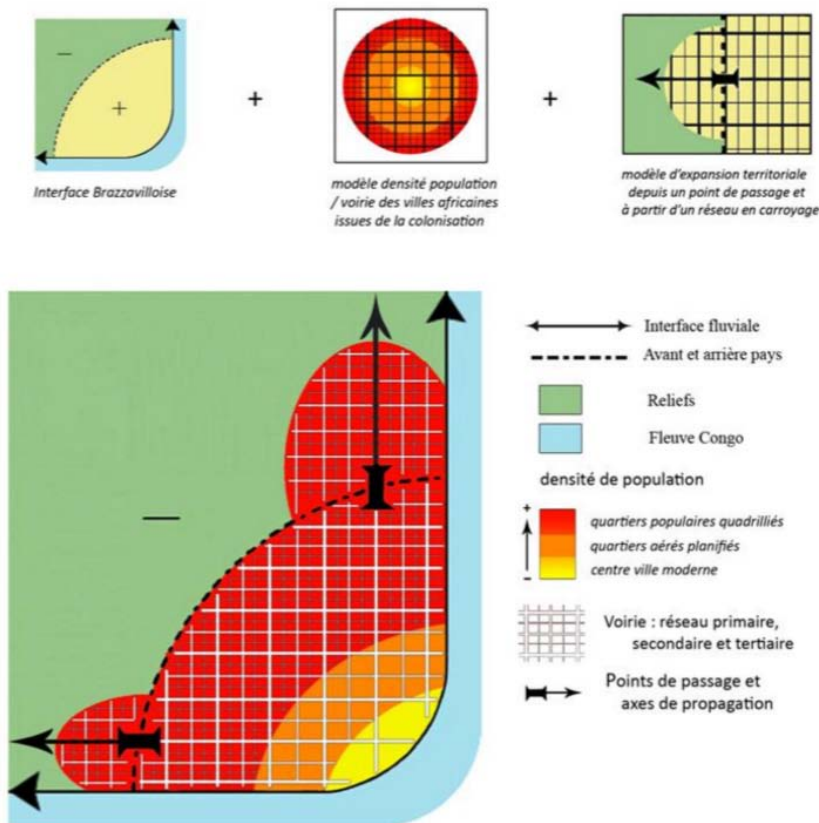 −
+
Interface Brazzavilloise
+
modèle densité population
/ voirie des villes africaines
issues de la colonisation
+
modèle d'expansion territoriale
depuis un point de passage et
à partir d'un réseau en carroyage
−
Interface fluviale
Avant et arrière pays
Reliefs
Fleuve Congo
densité de population
+
quartiers populaires quadrilliés
quartiers aérés planifiés
−
centre ville moderne
Voirie : réseau primaire,
secondaire et tertiaire
Points de passage et
axes de propagation